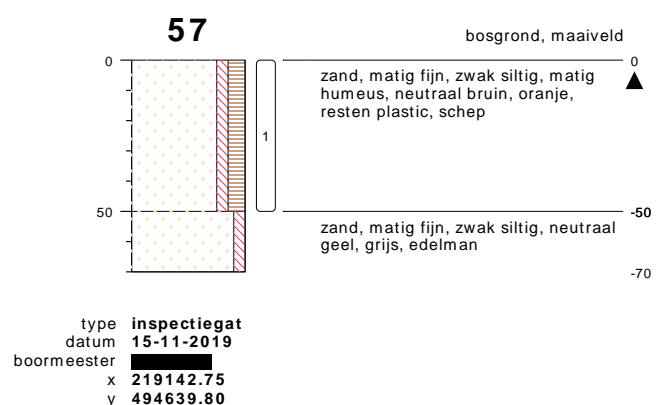 57
bosgrond, maaiveld
0
0
zand, matig fijn, zwak siltig, matig
humeus, neutraal bruin, oranje,
resten plastic, schep
1
50
-50
zand, matig fijn, zwak siltig, neutraal
geel, grijs, edelman
-70
type inspectiegat
datum 15-11-2019
boormeester
x 219142.75
y 494639.80